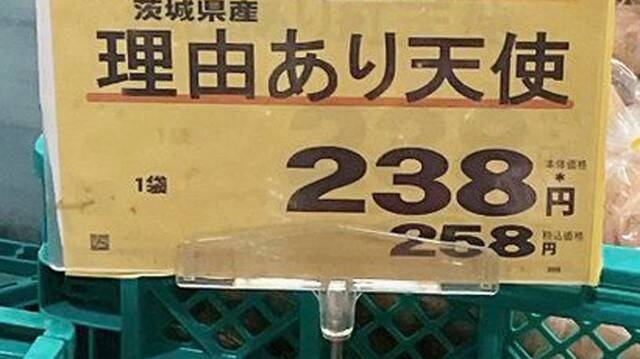 茨城県産
理由あり天使
1袋
238
本体価格
*
円
258
税込価格
円